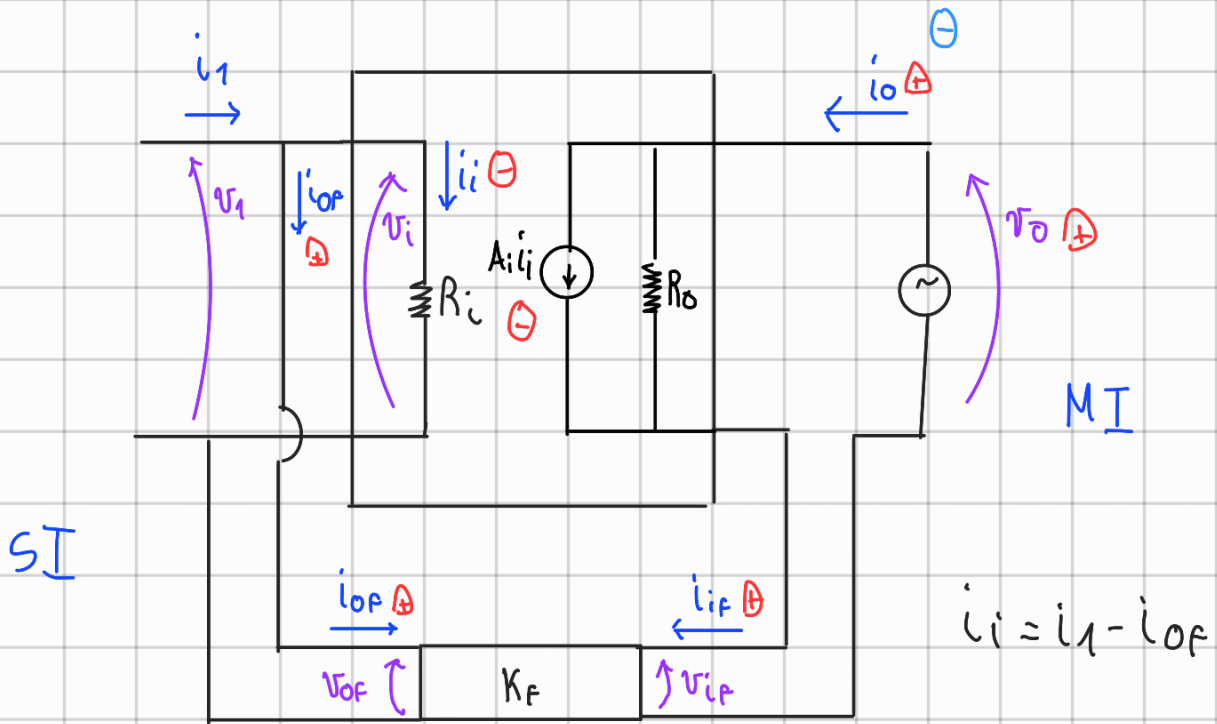 i1
⊖
io ⊕
v1
iof ⊕
vi
ii ⊖
Ri
Aiii
⊖
Ro
~
vo ⊕
MI
SI
iof ⊕
iif ⊕
vof
KF
vif
ii = i1 - iof